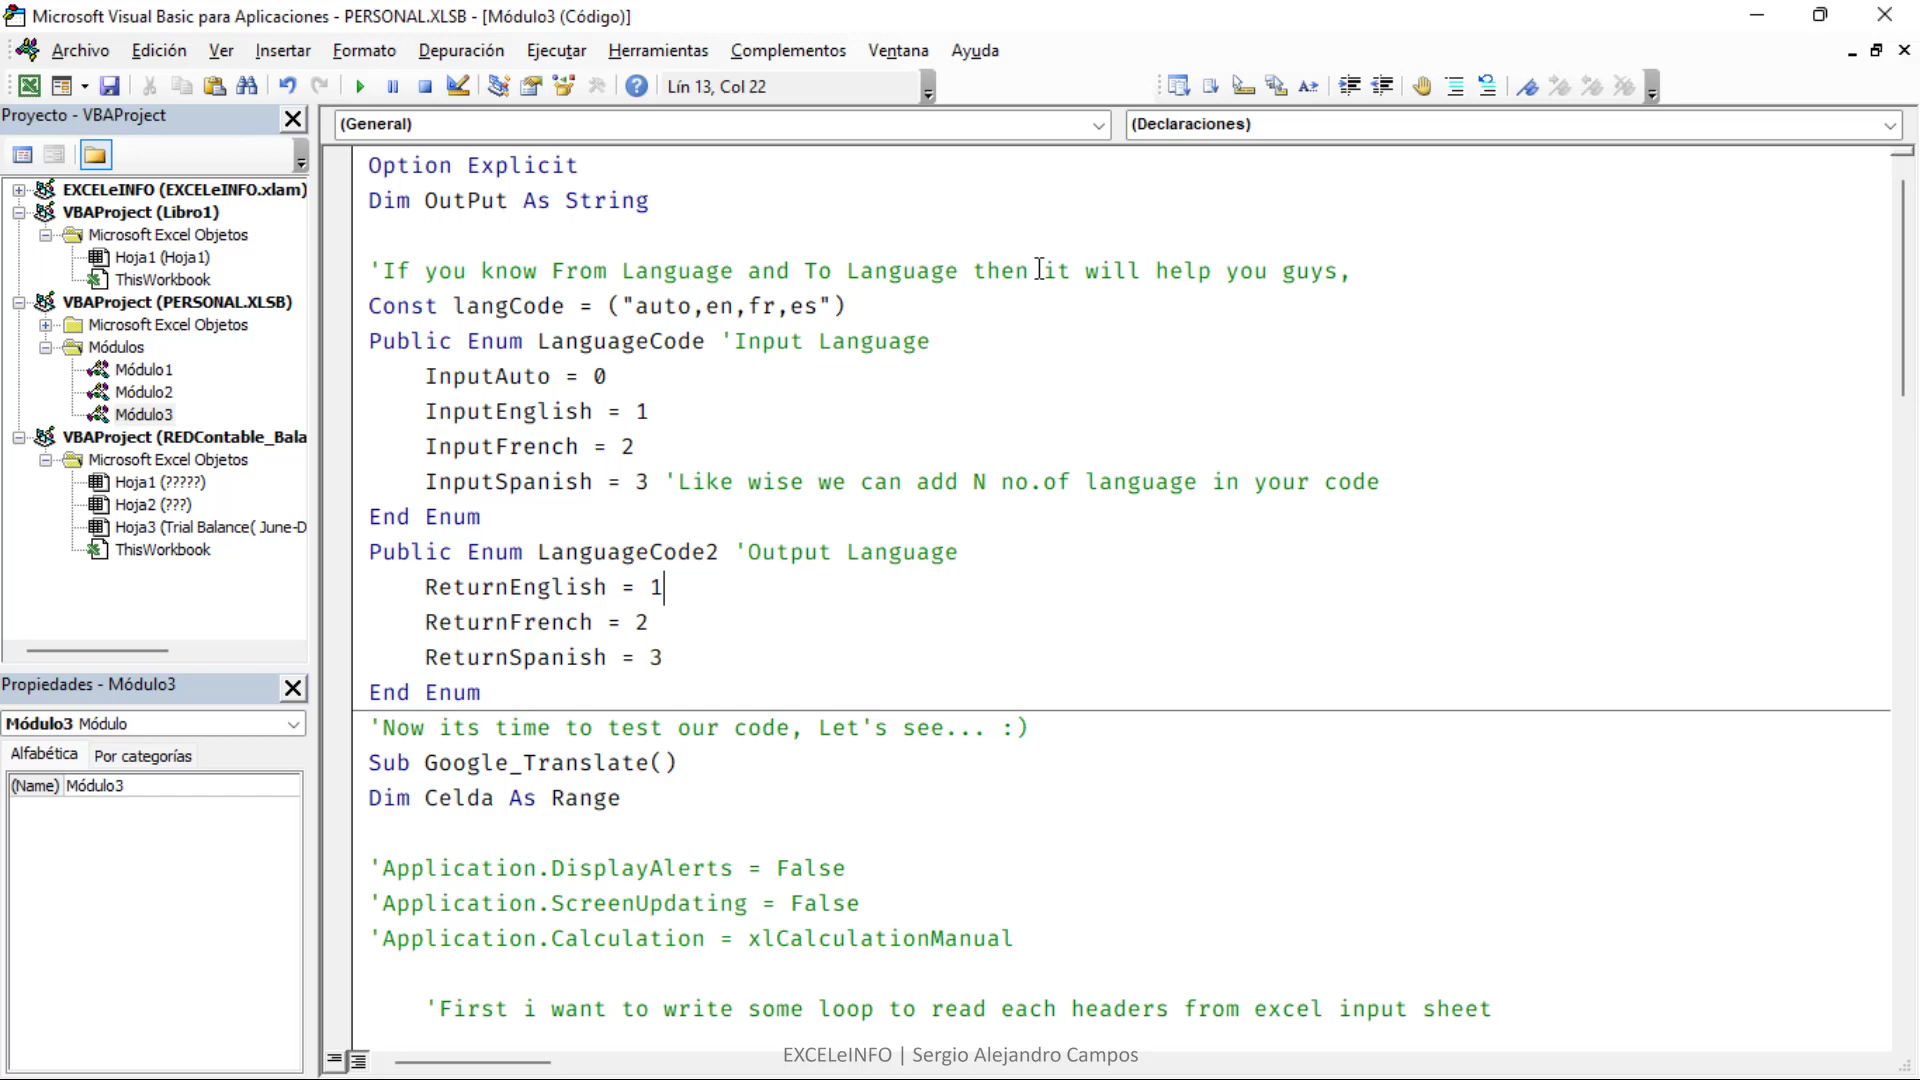 Microsoft Visual Basic para Aplicaciones - PERSONAL.XLSB - [Módulo3 (Código)]
Archivo Edición Ver Insertar Formato Depuración Ejecutar Herramientas Complementos Ventana Ayuda
Lín 13, Col 22
Proyecto - VBAProject
EXCELeINFO (EXCELeINFO.xlam)
VBAProject (Libro1)
Microsoft Excel Objetos
Hoja1 (Hoja1)
ThisWorkbook
VBAProject (PERSONAL.XLSB)
Microsoft Excel Objetos
Módulos
Módulo1
Módulo2
Módulo3
VBAProject (REDContable_Bala
Microsoft Excel Objetos
Hoja1 (?????)
Hoja2 (???)
Hoja3 (Trial Balance( June-D
ThisWorkbook
Propiedades - Módulo3
Módulo3 Módulo
Alfabética Por categorías
(Name) Módulo3
(General) (Declaraciones)
Option Explicit
Dim OutPut As String
'If you know From Language and To Language then it will help you guys,
Const langCode = ("auto,en,fr,es")
Public Enum LanguageCode 'Input Language
InputAuto = 0
InputEnglish = 1
InputFrench = 2
InputSpanish = 3 'Like wise we can add N no.of language in your code
End Enum
Public Enum LanguageCode2 'Output Language
ReturnEnglish = 1
ReturnFrench = 2
ReturnSpanish = 3
End Enum
'Now its time to test our code, Let's see... :)
Sub Google_Translate()
Dim Celda As Range
'Application.DisplayAlerts = False
'Application.ScreenUpdating = False
'Application.Calculation = xlCalculationManual
'First i want to write some loop to read each headers from excel input sheet
EXCELeINFO | Sergio Alejandro Campos